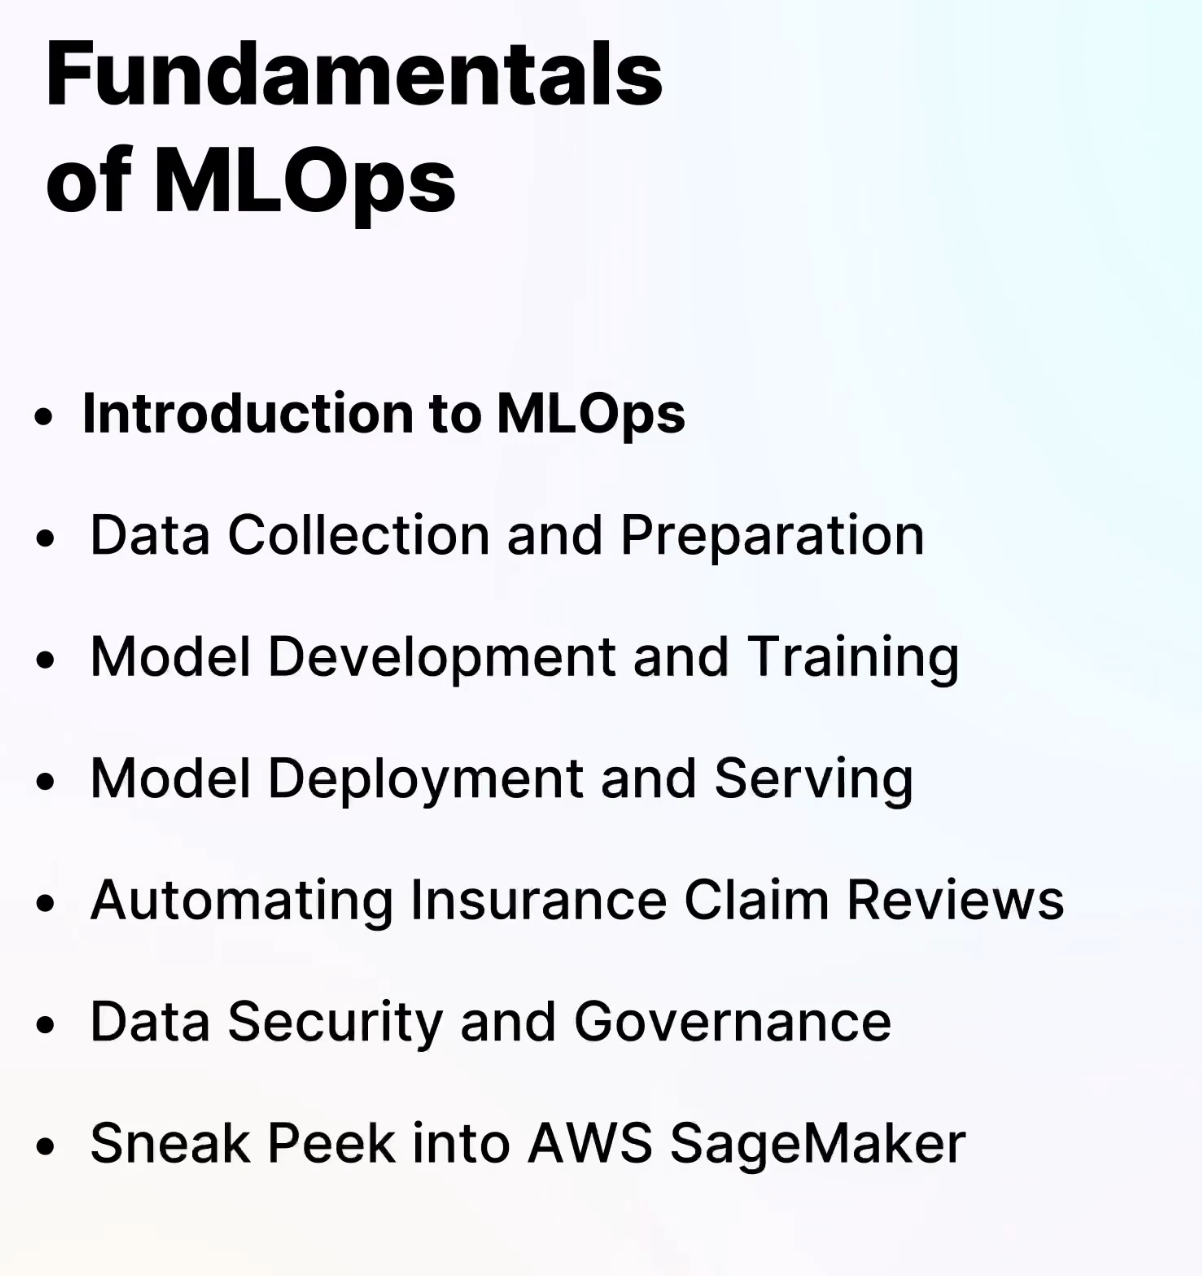 Fundamentals
of MLOps
• Introduction to MLOps
• Data Collection and Preparation
• Model Development and Training
• Model Deployment and Serving
• Automating Insurance Claim Reviews
• Data Security and Governance
• Sneak Peek into AWS SageMaker